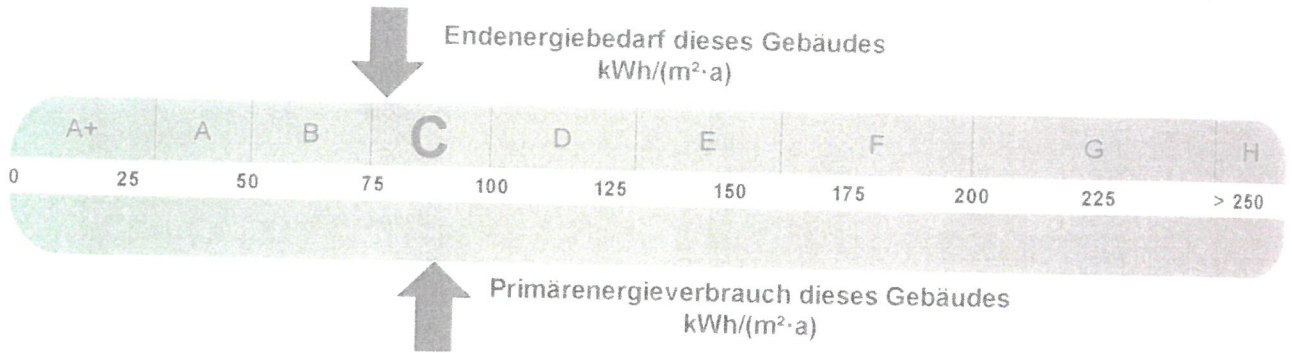 Endenergiebedarf dieses Gebäudes
kWh/(m²·a)
A+ A B C D E F G H
0 25 50 75 100 125 150 175 200 225 > 250
Primärenergieverbrauch dieses Gebäudes
kWh/(m²·a)